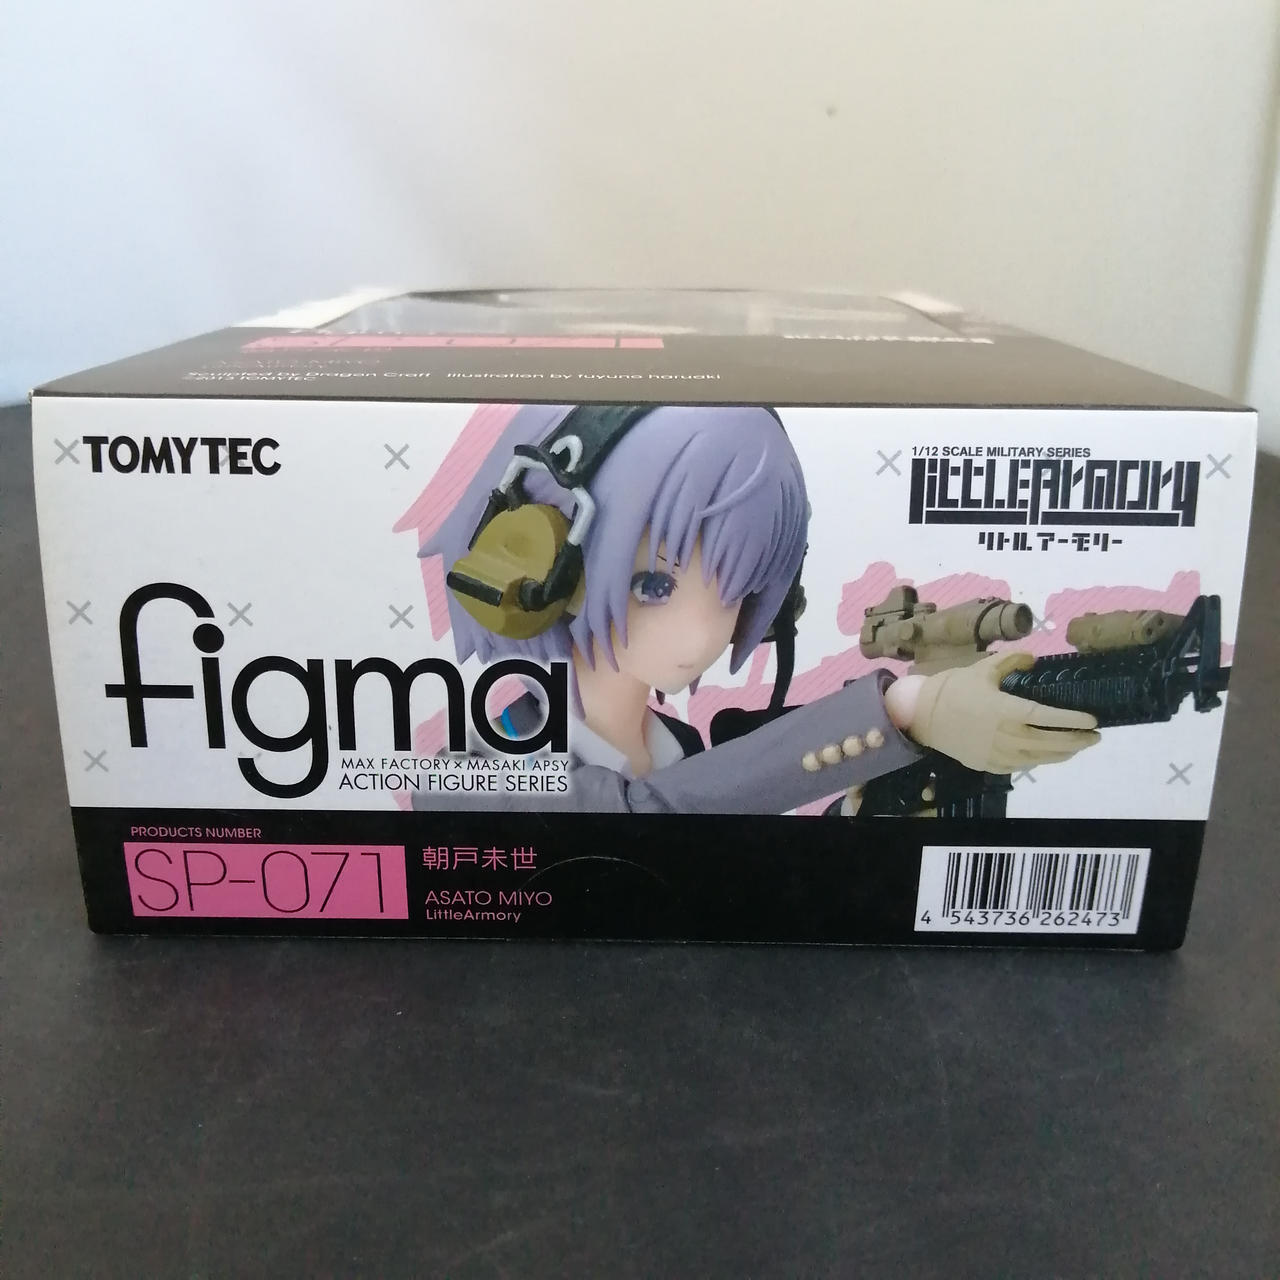 Sculpted by Dragon Craft Illustration by fuyuno haruaki
©2015 TOMYTEC
TOMYTEC
1/12 SCALE MILITARY SERIES
LittLEArmOry
リトルアーモリー
figma
MAX FACTORY×MASAKI APSY
ACTION FIGURE SERIES
PRODUCTS NUMBER
SP-071
朝戸未世
ASATO MIYO
LittleArmory
4 543736 262473